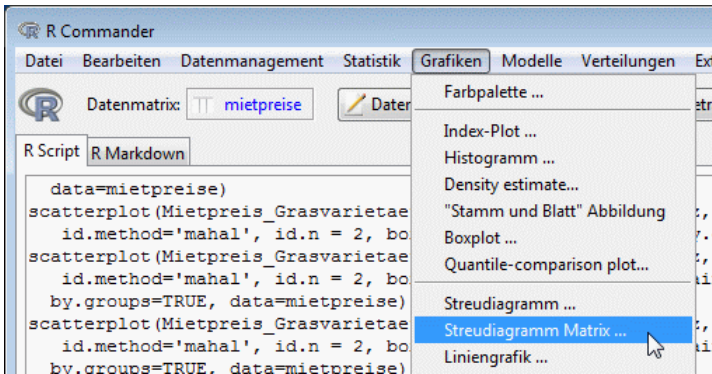 R Commander
Datei Bearbeiten Datenmanagement Statistik Grafiken Modelle Verteilungen
Datenmatrix: mietpreise
R Script R Markdown
data=mietpreise)
scatterplot(Mietpreis_Grasvarietae
id.method='mahal', id.n = 2, bo
scatterplot(Mietpreis_Grasvarietae
id.method='mahal', id.n = 2, bo
by.groups=TRUE, data=mietpreise)
scatterplot(Mietpreis_Grasvarietae
id.method='mahal', id.n = 2, bo
by.groups=TRUE, data=mietpreise)
Farbpalette ...
Index-Plot ...
Histogramm ...
Density estimate...
"Stamm und Blatt" Abbildung
Boxplot ...
Quantile-comparison plot...
Streudiagramm ...
Streudiagramm Matrix ...
Liniengrafik ...